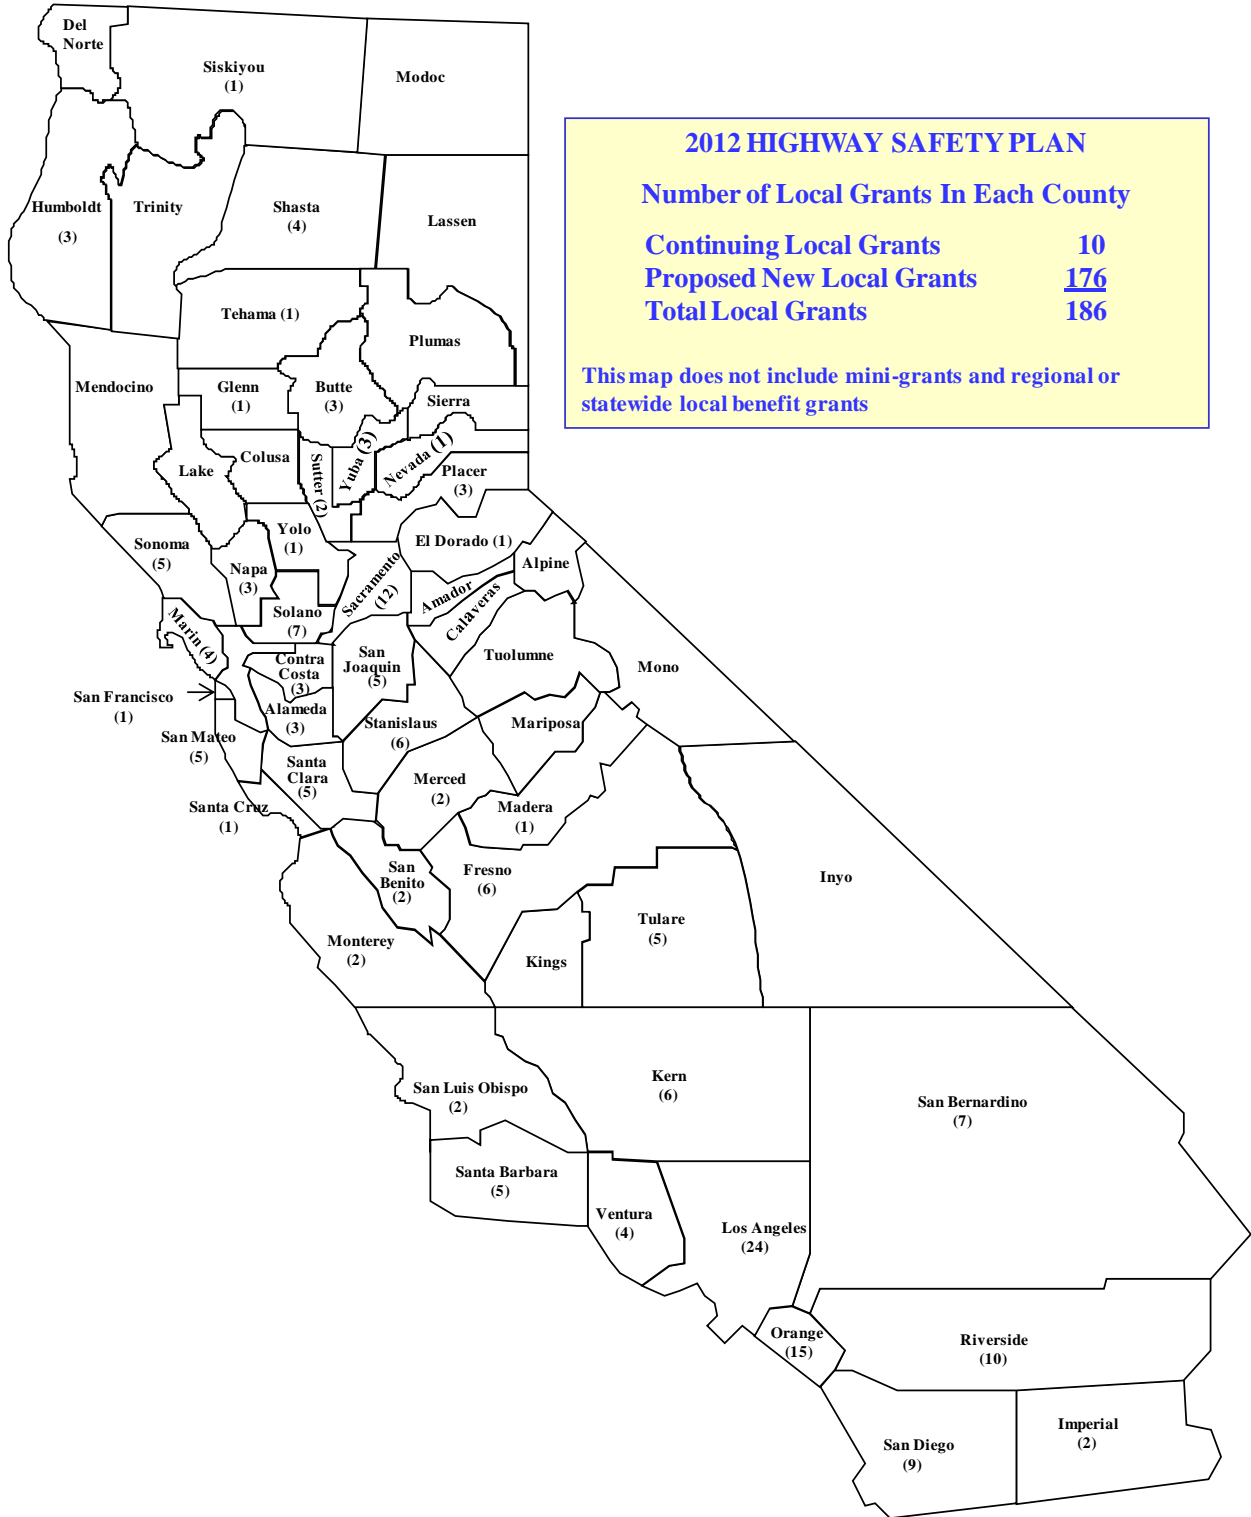 Del
Norte
Siskiyou
(1)
Modoc
2012 HIGHWAY SAFETY PLAN
Number of Local Grants In Each County
Continuing Local Grants 10
Proposed New Local Grants 176
Total Local Grants 186
This map does not include mini-grants and regional or
statewide local benefit grants
Humboldt
(3)
Trinity
Shasta
(4)
Lassen
Tehama (1)
Plumas
Mendocino
Glenn
(1)
Butte
(3)
Sierra
Lake
Colusa
Sutter (2)
Yuba (3)
Nevada (1)
Placer
(3)
Sonoma
(5)
Napa
(3)
Yolo
(1)
El Dorado (1)
Alpine
Sacramento
(12)
Amador
Calaveras
Solano
(7)
Marin (4)
Contra
Costa
(3)
San
Joaquin
(5)
Tuolumne
Mono
San Francisco
(1)
Alameda
(3)
Stanislaus
(6)
Mariposa
San Mateo
(5)
Santa
Clara
(5)
Merced
(2)
Madera
(1)
Santa Cruz
(1)
San
Benito
(2)
Fresno
(6)
Inyo
Tulare
(5)
Monterey
(2)
Kings
San Luis Obispo
(2)
Kern
(6)
San Bernardino
(7)
Santa Barbara
(5)
Ventura
(4)
Los Angeles
(24)
Orange
(15)
Riverside
(10)
San Diego
(9)
Imperial
(2)